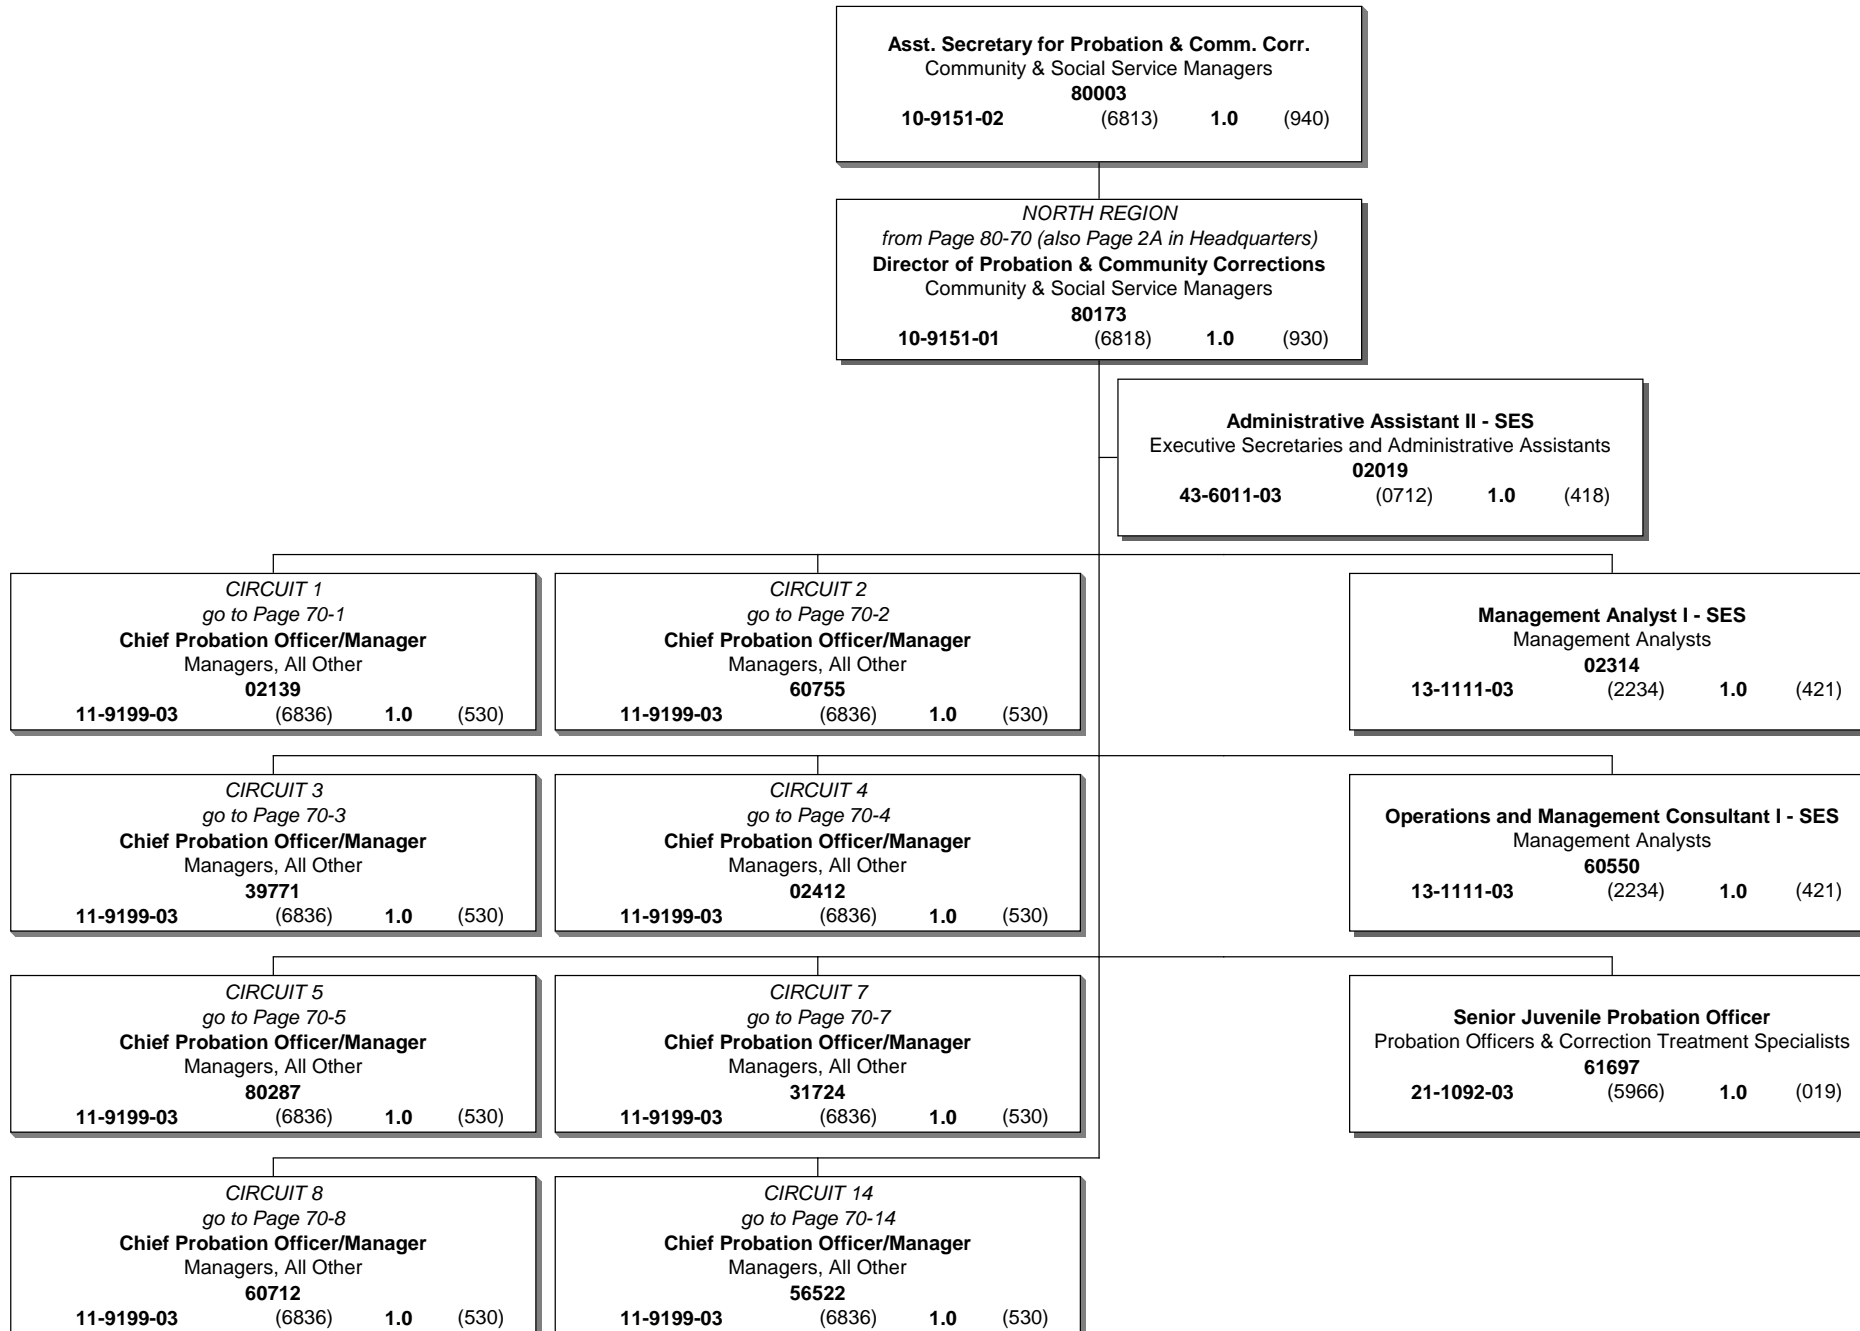 Asst. Secretary for Probation & Comm. Corr.
Community & Social Service Managers
80003
10-9151-02 (6813) 1.0 (940)
NORTH REGION
from Page 80-70 (also Page 2A in Headquarters)
Director of Probation & Community Corrections
Community & Social Service Managers
80173
10-9151-01 (6818) 1.0 (930)
Administrative Assistant II - SES
Executive Secretaries and Administrative Assistants
02019
43-6011-03 (0712) 1.0 (418)
CIRCUIT 1
go to Page 70-1
Chief Probation Officer/Manager
Managers, All Other
02139
11-9199-03 (6836) 1.0 (530)
CIRCUIT 2
go to Page 70-2
Chief Probation Officer/Manager
Managers, All Other
60755
11-9199-03 (6836) 1.0 (530)
Management Analyst I - SES
Management Analysts
02314
13-1111-03 (2234) 1.0 (421)
CIRCUIT 3
go to Page 70-3
Chief Probation Officer/Manager
Managers, All Other
39771
11-9199-03 (6836) 1.0 (530)
CIRCUIT 4
go to Page 70-4
Chief Probation Officer/Manager
Managers, All Other
02412
11-9199-03 (6836) 1.0 (530)
Operations and Management Consultant I - SES
Management Analysts
60550
13-1111-03 (2234) 1.0 (421)
CIRCUIT 5
go to Page 70-5
Chief Probation Officer/Manager
Managers, All Other
80287
11-9199-03 (6836) 1.0 (530)
CIRCUIT 7
go to Page 70-7
Chief Probation Officer/Manager
Managers, All Other
31724
11-9199-03 (6836) 1.0 (530)
Senior Juvenile Probation Officer
Probation Officers & Correction Treatment Specialists
61697
21-1092-03 (5966) 1.0 (019)
CIRCUIT 8
go to Page 70-8
Chief Probation Officer/Manager
Managers, All Other
60712
11-9199-03 (6836) 1.0 (530)
CIRCUIT 14
go to Page 70-14
Chief Probation Officer/Manager
Managers, All Other
56522
11-9199-03 (6836) 1.0 (530)